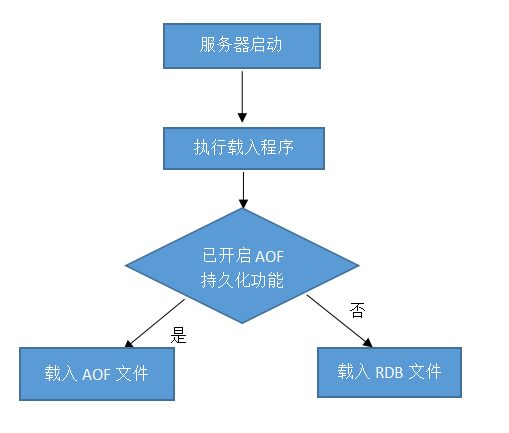 服务器启动
执行载入程序
已开启 AOF
持久化功能
是
否
载入 AOF 文件
载入 RDB 文件